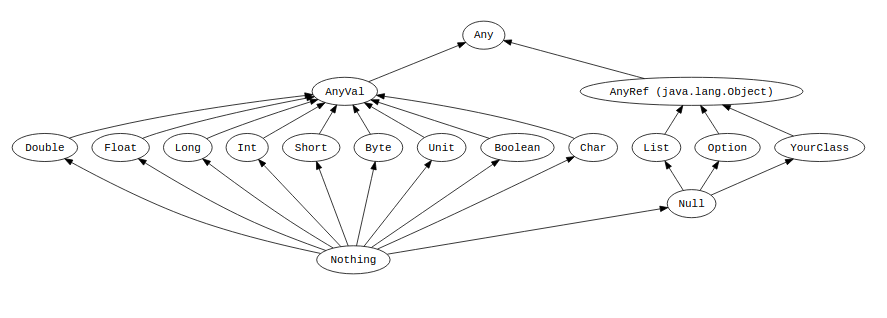 Any
AnyVal
AnyRef (java.lang.Object)
Double
Float
Long
Int
Short
Byte
Unit
Boolean
Char
List
Option
YourClass
Null
Nothing